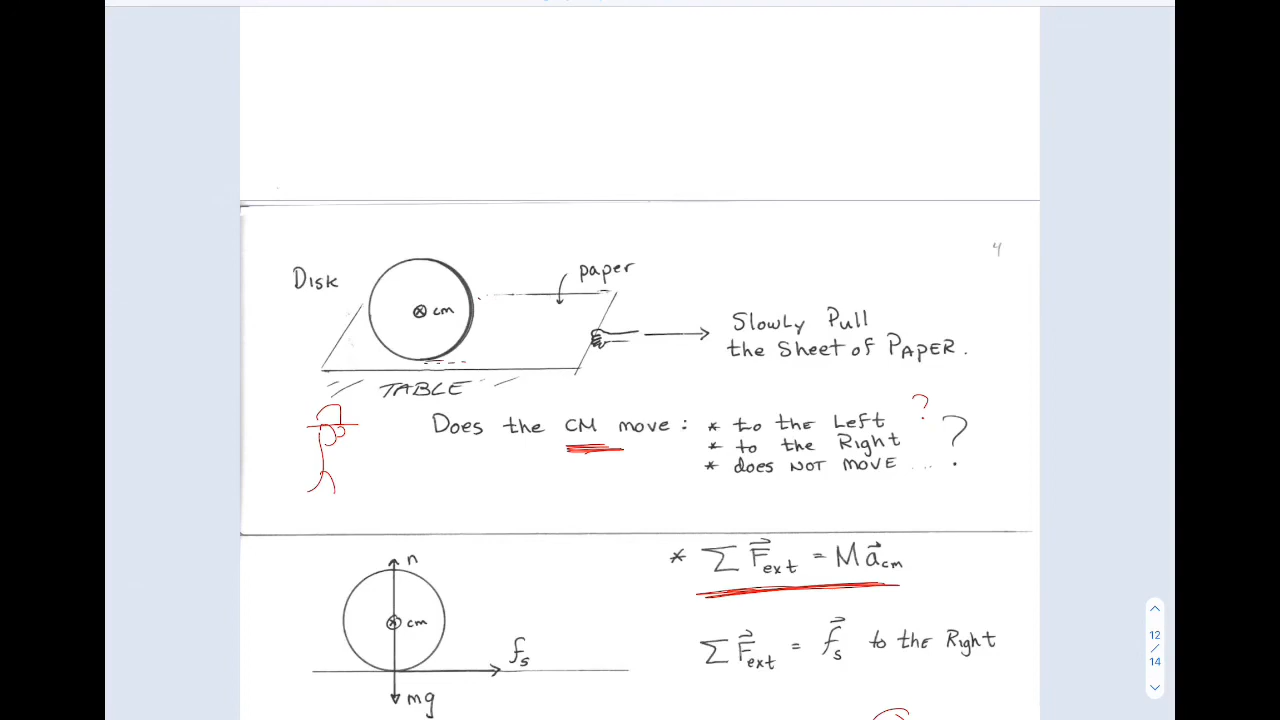 4
Disk
cm
paper
Slowly Pull
the Sheet of PAPER.
TABLE
Does the CM move: * to the Left ?
* to the Right ?
* does NOT MOVE ...
n
cm
fs
mg
* ∑F⃗ext = Ma⃗cm
∑F⃗ext = f⃗s to the Right
12
/
14